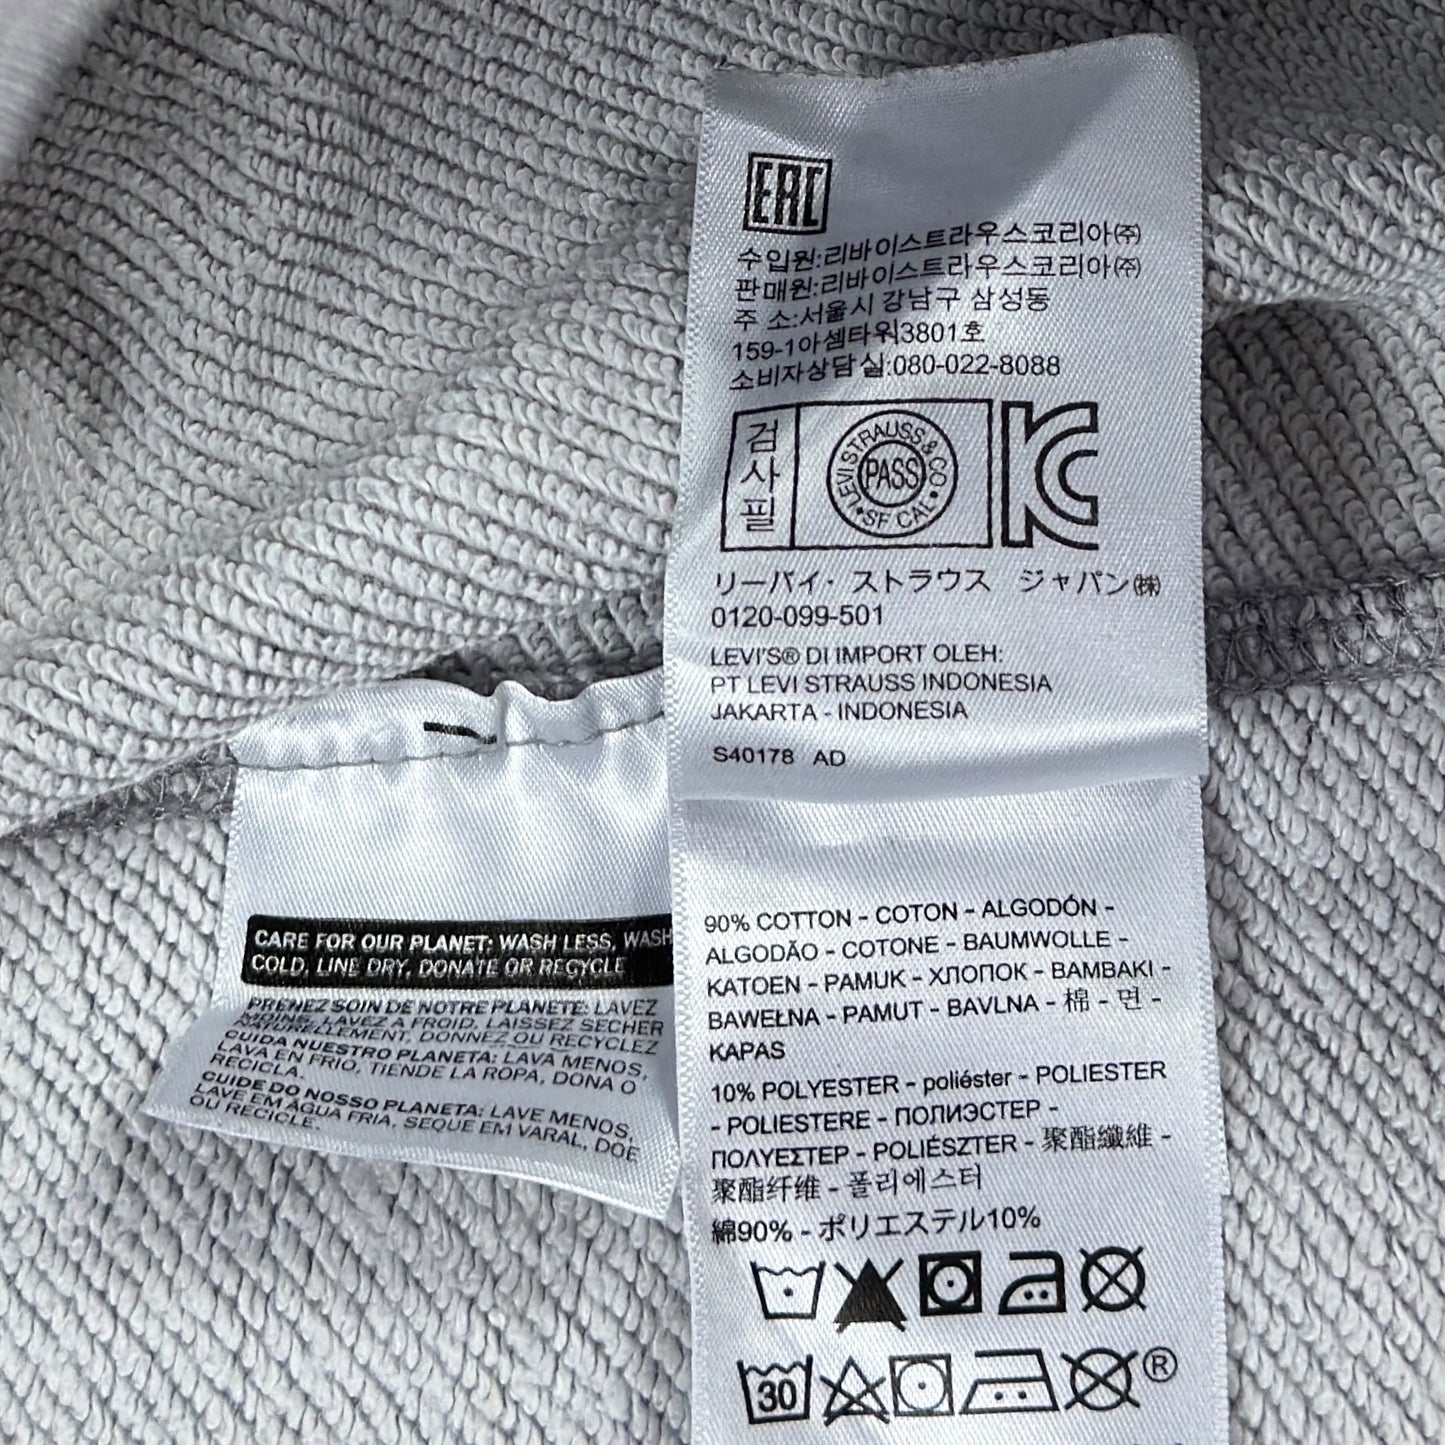 EAC
수입원:리바이스트라우스코리아㈜
판매원:리바이스트라우스코리아㈜
주 소:서울시 강남구 삼성동
159-1아셈타워3801호
소비자상담실:080-022-8088
검사필
LEVI STRAUSS & CO
PASS
SF CAL
KC
リーバイ・ストラウス ジャパン㈱
0120-099-501
LEVI'S® DI IMPORT OLEH:
PT LEVI STRAUSS INDONESIA
JAKARTA - INDONESIA
S40178 AD
CARE FOR OUR PLANET: WASH LESS, WASH
COLD, LINE DRY, DONATE OR RECYCLE
PRENEZ SOIN DE NOTRE PLANETE: LAVEZ
MOINS, LAVEZ A FROID, LAISSEZ SECHER
NATURELLEMENT, DONNEZ OU RECYCLEZ
CUIDA NUESTRO PLANETA: LAVA MENOS,
LAVA EN FRIO, TIENDE LA ROPA, DONA O
RECICLA.
CUIDE DO NOSSO PLANETA: LAVE MENOS,
LAVE EM AGUA FRIA, SEQUE EM VARAL, DOE
OU RECICLE.
90% COTTON - COTON - ALGODÓN -
ALGODÃO - COTONE - BAUMWOLLE -
KATOEN - PAMUK - ХЛОПОК - BAMBAKI -
BAWEŁNA - PAMUT - BAVLNA - 棉 - 면 -
KAPAS
10% POLYESTER - poliéster - POLIESTER
- POLIESTERE - ПОЛИЭСТЕР -
ΠΟΛΥΕΣΤΕΡ - POLIÉSZTER - 聚酯纖維 -
聚酯纤维 - 폴리에스터
綿90% - ポリエステル10%
30
®